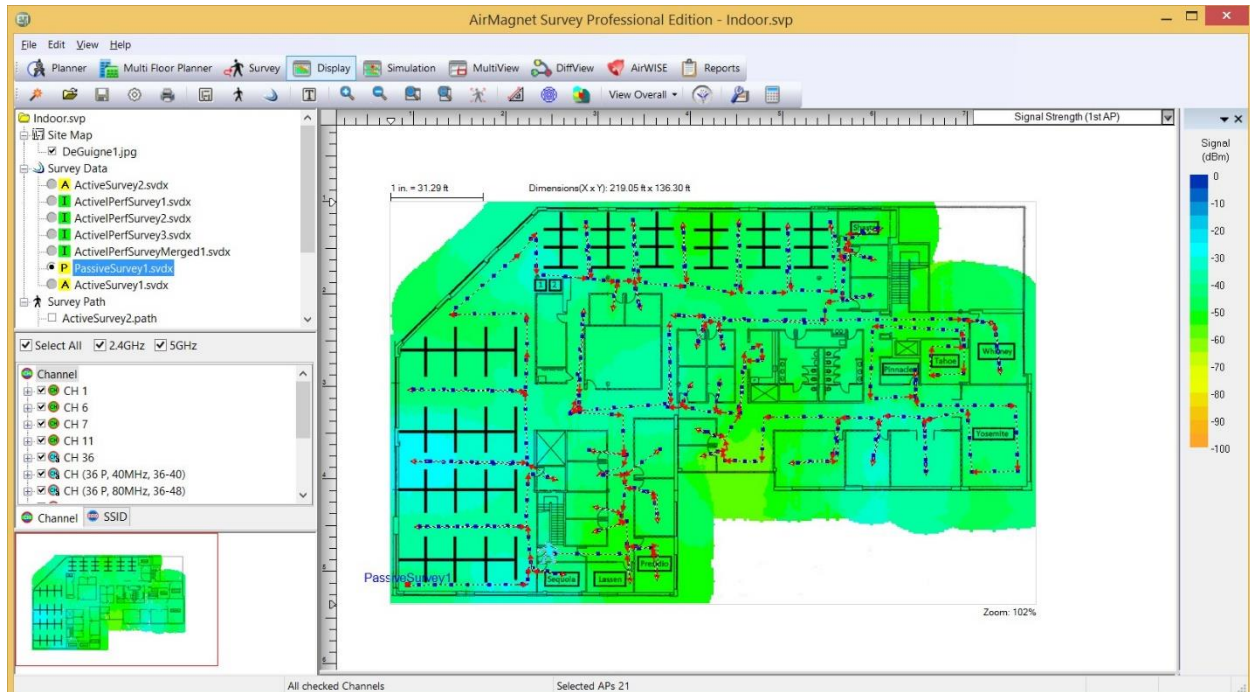 AirMagnet Survey Professional Edition - Indoor.svp
File Edit View Help
Planner Multi Floor Planner Survey Display Simulation MultiView DiffView AirWISE Reports
View Overall
Indoor.svp
Site Map
DeGuigne1.jpg
Survey Data
A ActiveSurvey2.svdx
I ActiveIPerfSurvey1.svdx
I ActiveIPerfSurvey2.svdx
I ActiveIPerfSurvey3.svdx
I ActiveIPerfSurveyMerged1.svdx
P PassiveSurvey1.svdx
A ActiveSurvey1.svdx
Survey Path
ActiveSurvey2.path
Select All 2.4GHz 5GHz
Channel
CH 1
CH 6
CH 7
CH 11
CH 36
CH (36 P, 40MHz, 36-40)
CH (36 P, 80MHz, 36-48)
Channel SSID
Signal Strength (1st AP)
1 in. = 31.29 ft Dimensions(X x Y): 219.05 ft x 136.30 ft
1 2
Whitney
Tahoe
Pinnacles
Yosemite
Presidio
Sequoia Lassen
PassiveSurvey1
Zoom: 102%
Signal
(dBm)
0
-10
-20
-30
-40
-50
-60
-70
-80
-90
-100
All checked Channels Selected APs 21